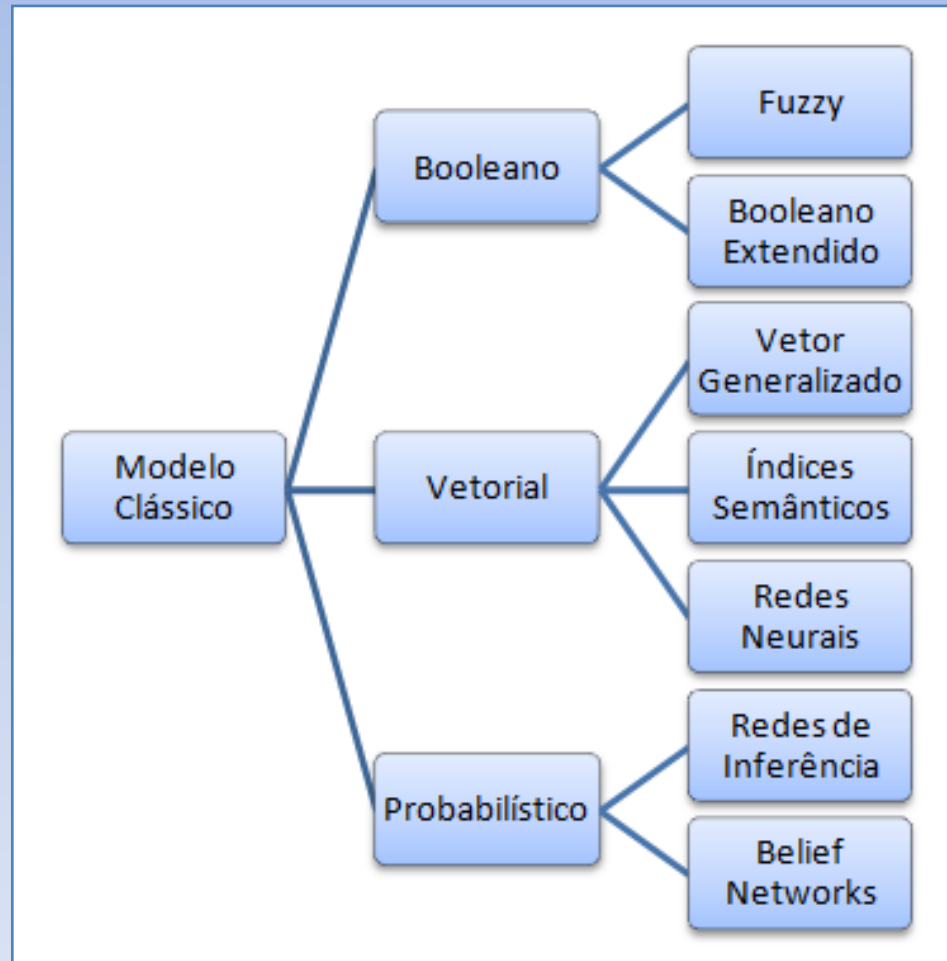 Modelo
Clássico
Booleano
Fuzzy
Booleano
Extendido
Vetorial
Vetor
Generalizado
Índices
Semânticos
Redes
Neurais
Probabilístico
Redes de
Inferência
Belief
Networks